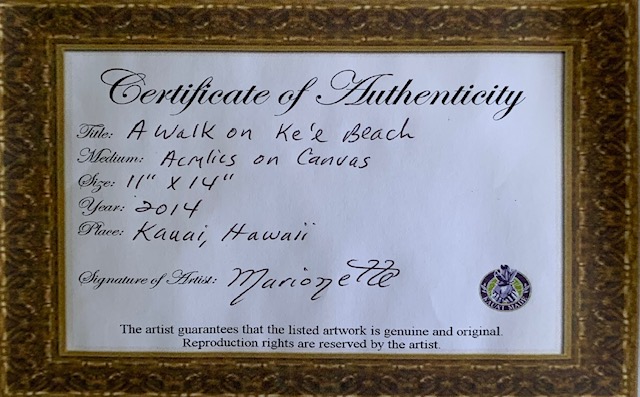 Certificate of Authenticity
Title: A Walk on Ke'e Beach
Medium: Acrylics on Canvas
Size: 11" x 14"
Year: 2014
Place: Kauai, Hawaii
Signature of Artist: Marionette
KAUAI MADE
The artist guarantees that the listed artwork is genuine and original.
Reproduction rights are reserved by the artist.